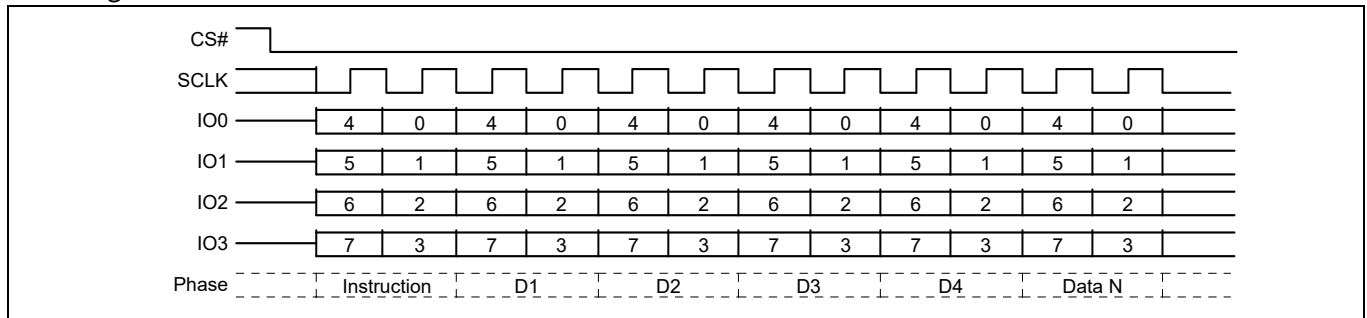 CS#
SCLK
IO0 4 0 4 0 4 0 4 0 4 0 4 0
IO1 5 1 5 1 5 1 5 1 5 1 5 1
IO2 6 2 6 2 6 2 6 2 6 2 6 2
IO3 7 3 7 3 7 3 7 3 7 3 7 3
Phase Instruction D1 D2 D3 D4 Data N